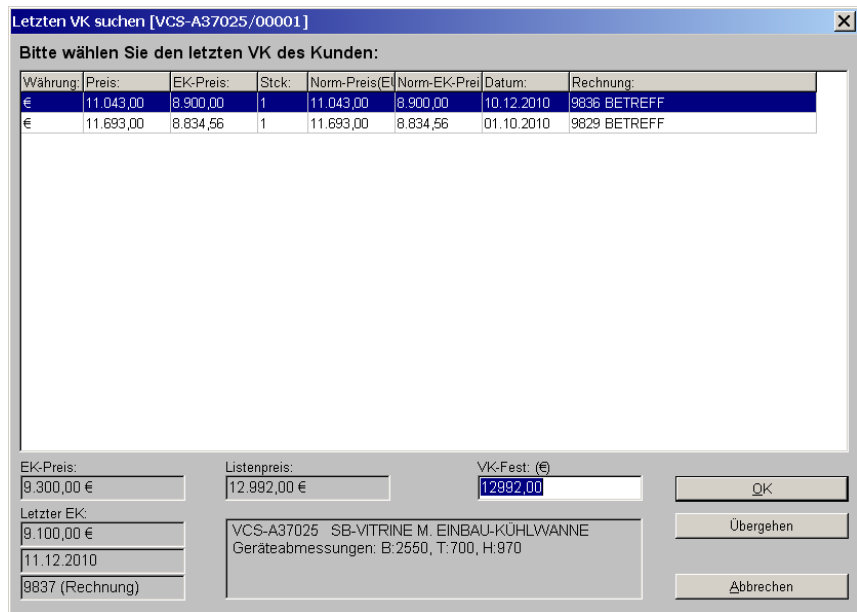 Letzten VK suchen [VCS-A37025/00001]
Bitte wählen Sie den letzten VK des Kunden:
Währung: Preis: EK-Preis: Stck: Norm-Preis(EU Norm-EK-Prei Datum: Rechnung:
€ 11.043,00 8.900,00 1 11.043,00 8.900,00 10.12.2010 9836 BETREFF
€ 11.693,00 8.834,56 1 11.693,00 8.834,56 01.10.2010 9829 BETREFF
EK-Preis: Listenpreis: VK-Fest: (€)
9.300,00 € 12.992,00 € 12992,00 OK
Letzter EK:
9.100,00 € VCS-A37025 SB-VITRINE M. EINBAU-KÜHLWANNE Übergehen
Geräteabmessungen: B:2550, T:700, H:970
11.12.2010
9837 (Rechnung) Abbrechen